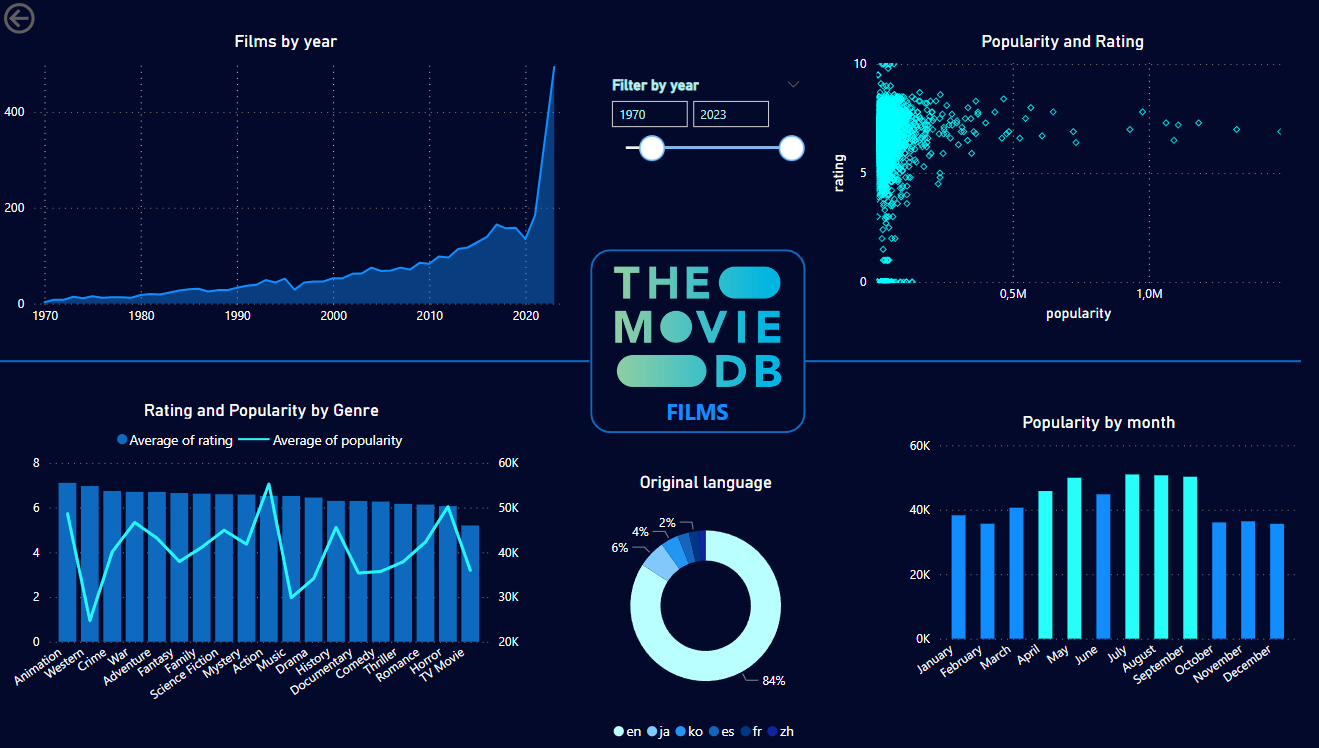 Films by year
400
200
0
1970 1980 1990 2000 2010 2020
Filter by year
1970 2023
THE
MOVIE
DB
FILMS
Popularity and Rating
rating
10
5
0
0,5M 1,0M
popularity
Rating and Popularity by Genre
Average of rating Average of popularity
8 60K
6 50K
4 40K
2 30K
0 20K
Animation Western Crime War Adventure Fantasy Family Science Fiction Mystery Action Music Drama History Documentary Comedy Thriller Romance Horror TV Movie
Original language
2%
4%
6%
84%
en ja ko es fr zh
Popularity by month
60K
40K
20K
0K
January February March April May June July August September October November December